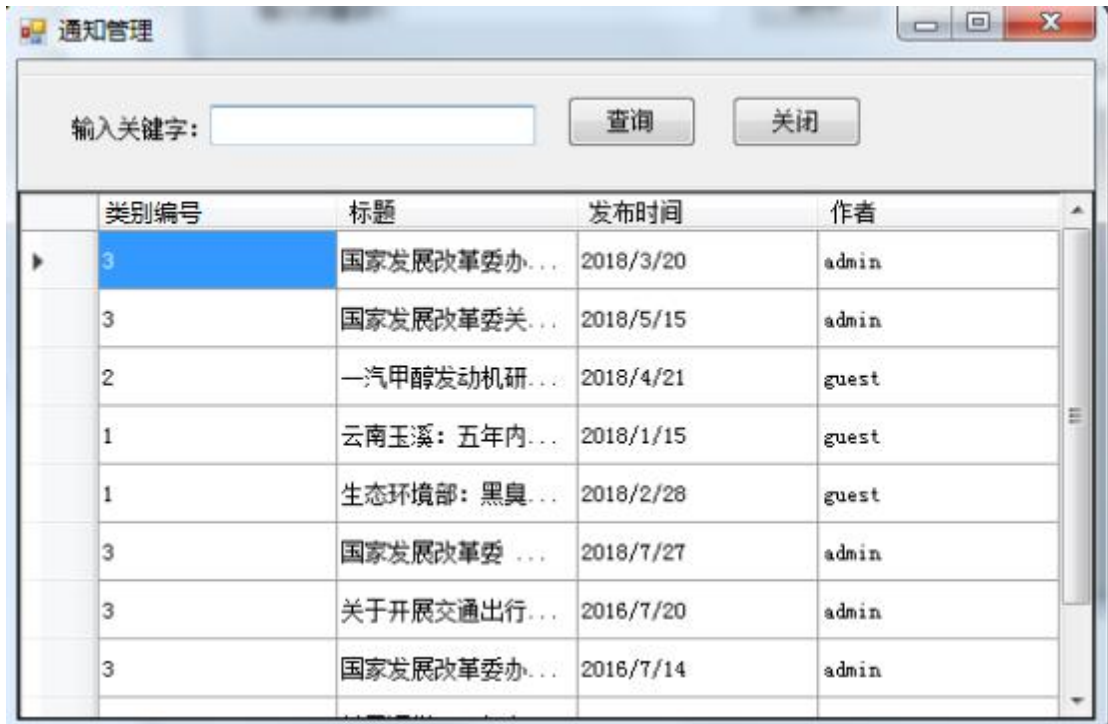 通知管理
输入关键字: 查询 关闭
类别编号 标题 发布时间 作者
3 国家发展改革委办... 2018/3/20 admin
3 国家发展改革委关... 2018/5/15 admin
2 一汽甲醇发动机研... 2018/4/21 guest
1 云南玉溪：五年内... 2018/1/15 guest
1 生态环境部：黑臭... 2018/2/28 guest
3 国家发展改革委 ... 2018/7/27 admin
3 关于开展交通出行... 2016/7/20 admin
3 国家发展改革委办... 2016/7/14 admin